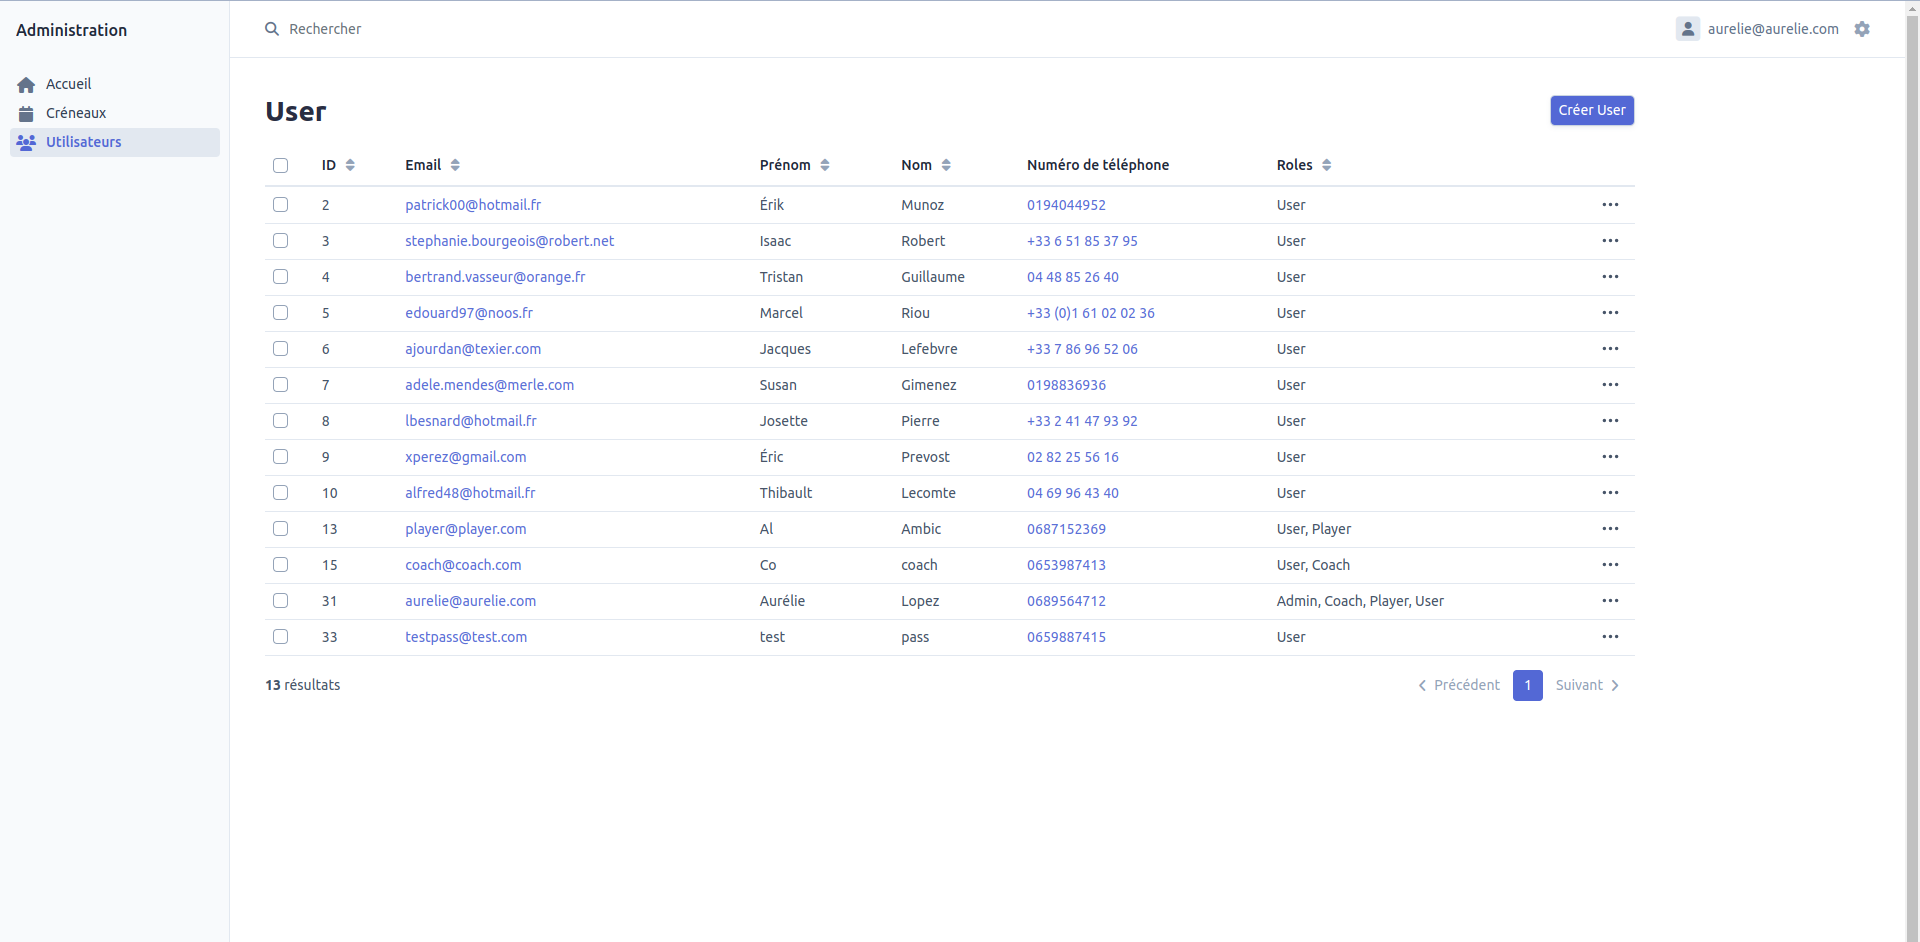 Administration
Rechercher
aurelie@aurelie.com
Accueil
Créneaux
Utilisateurs
User
Créer User
ID Email Prénom Nom Numéro de téléphone Roles
2 patrick00@hotmail.fr Érik Munoz 0194044952 User
3 stephanie.bourgeois@robert.net Isaac Robert +33 6 51 85 37 95 User
4 bertrand.vasseur@orange.fr Tristan Guillaume 04 48 85 26 40 User
5 edouard97@noos.fr Marcel Riou +33 (0)1 61 02 02 36 User
6 ajourdan@texier.com Jacques Lefebvre +33 7 86 96 52 06 User
7 adele.mendes@merle.com Susan Gimenez 0198836936 User
8 lbesnard@hotmail.fr Josette Pierre +33 2 41 47 93 92 User
9 xperez@gmail.com Éric Prevost 02 82 25 56 16 User
10 alfred48@hotmail.fr Thibault Lecomte 04 69 96 43 40 User
13 player@player.com Al Ambic 0687152369 User, Player
15 coach@coach.com Co coach 0653987413 User, Coach
31 aurelie@aurelie.com Aurélie Lopez 0689564712 Admin, Coach, Player, User
33 testpass@test.com test pass 0659887415 User
13 résultats
Précédent 1 Suivant